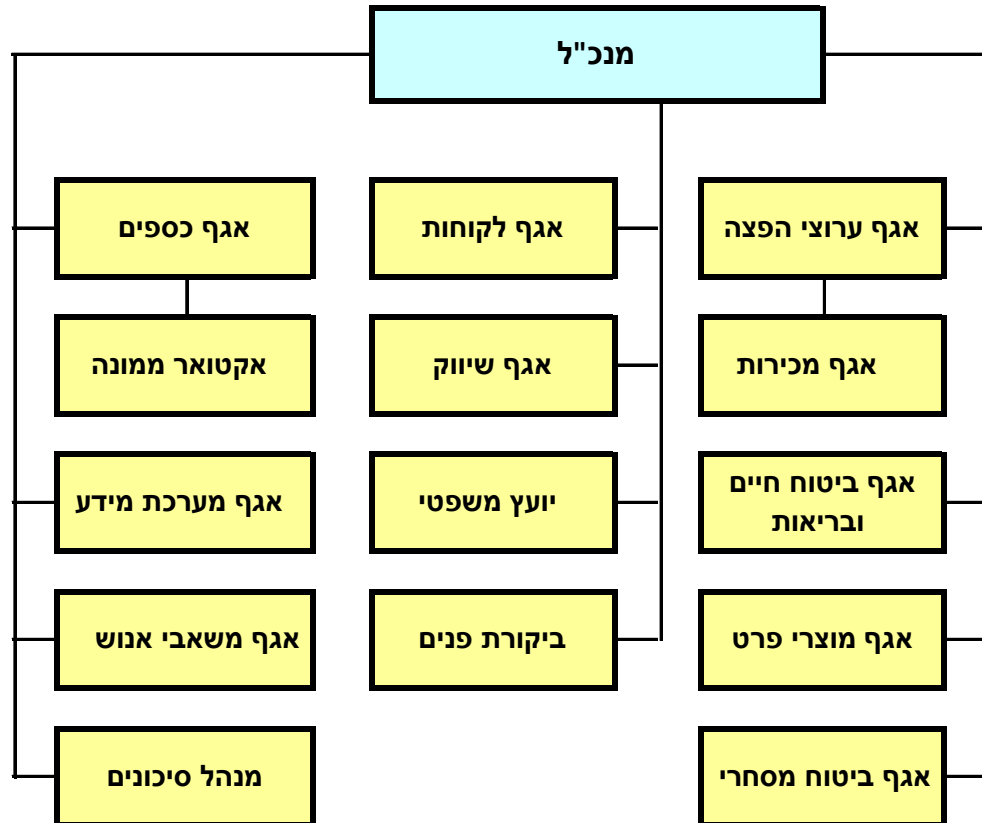 מנכ"ל
אגף ערוצי הפצה
אגף לקוחות
אגף כספים
אגף מכירות
אגף שיווק
אקטואר ממונה
אגף ביטוח חיים
ובריאות
יועץ משפטי
אגף מערכת מידע
אגף מוצרי פרט
ביקורת פנים
אגף משאבי אנוש
אגף ביטוח מסחרי
מנהל סיכונים